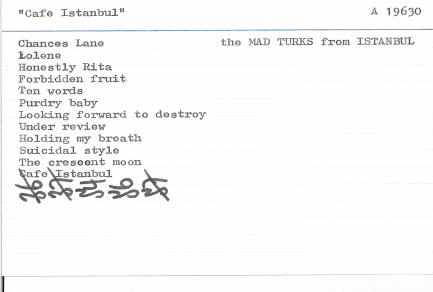 "Cafe Istanbul" A 19630
Chances Lane the MAD TURKS from ISTANBUL
Lolene
Honestly Rita
Forbidden fruit
Ten words
Purdry baby
Looking forward to destroy
Under review
Holding my breath
Suicidal style
The crescent moon
Cafe Istanbul